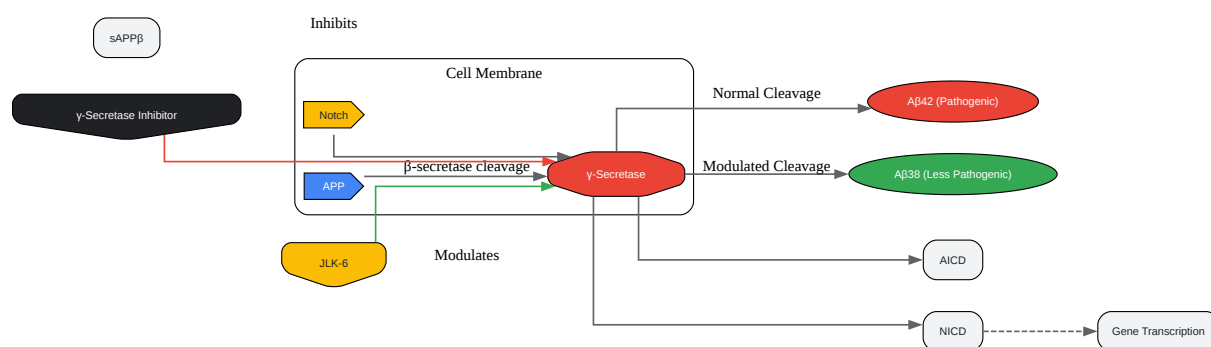 Inhibits
sAPPβ
Cell Membrane
γ-Secretase Inhibitor
Notch
Normal Cleavage
Aβ42 (Pathogenic)
β-secretase cleavage
APP
γ-Secretase
Modulated Cleavage
Aβ38 (Less Pathogenic)
JLK-6
Modulates
AICD
NICD
Gene Transcription